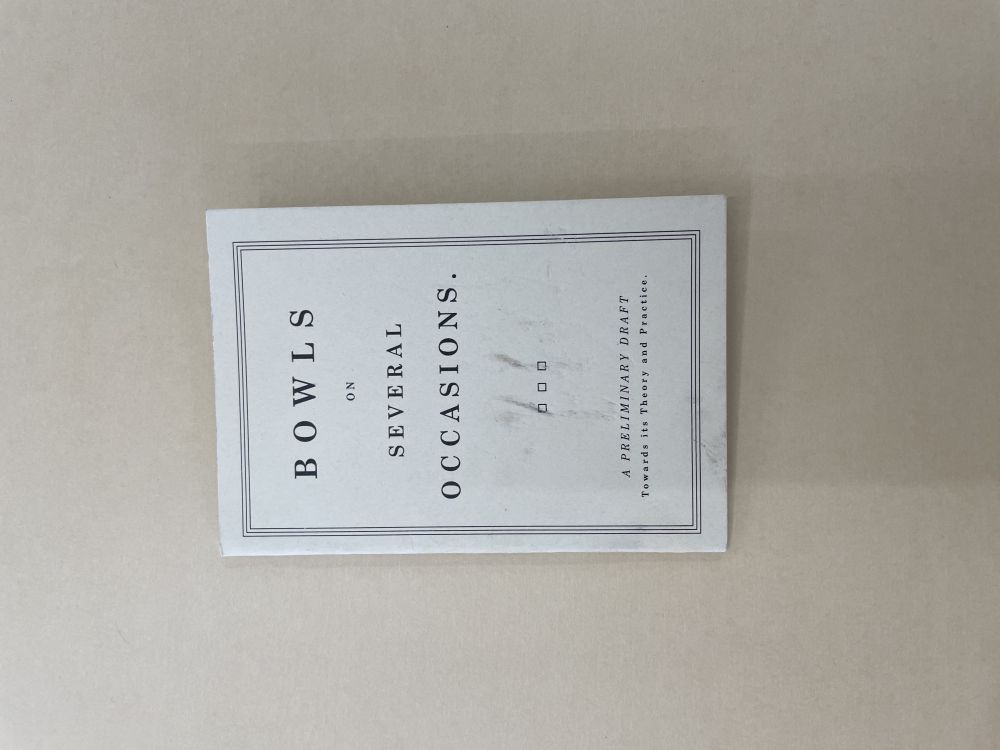 BOWLS
ON
SEVERAL
OCCASIONS.
A PRELIMINARY DRAFT
Towards its Theory and Practice.